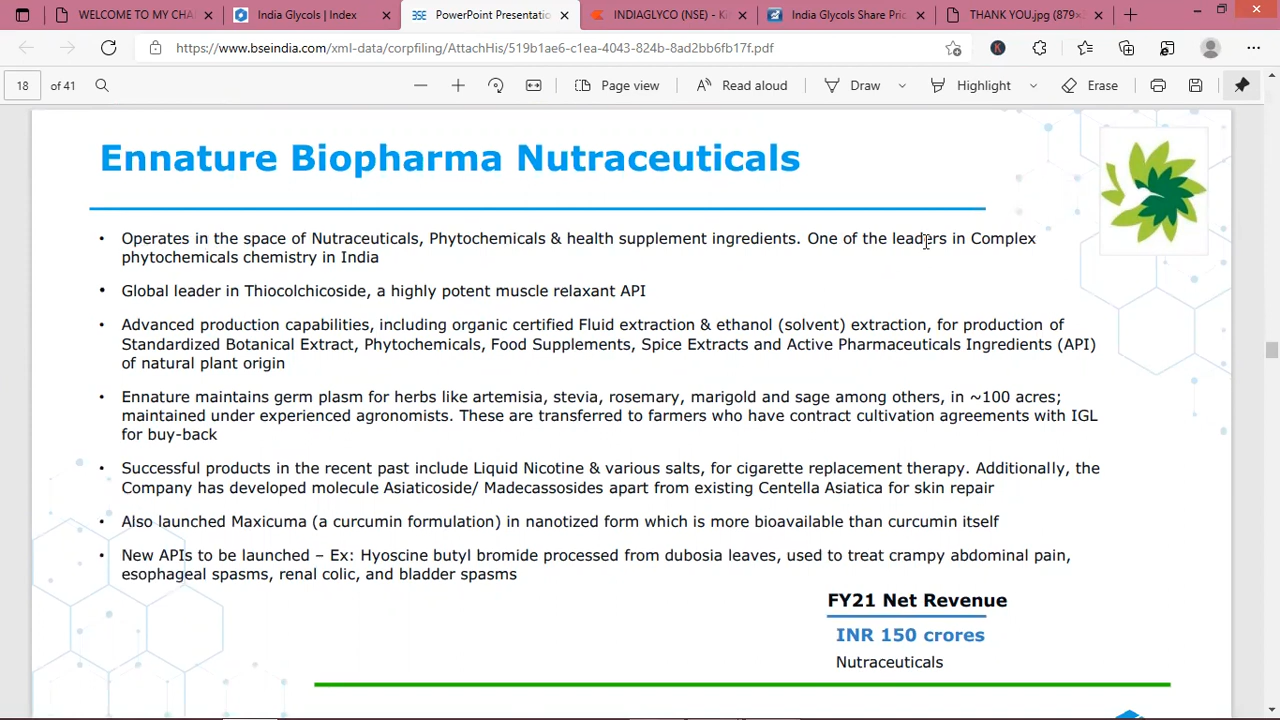 WELCOME TO MY CHA
India Glycols | Index
PowerPoint Presentatio
INDIAGLYCO (NSE) - Ki
India Glycols Share Pric
THANK YOU.jpg (879×
https://www.bseindia.com/xml-data/corpfiling/AttachHis/519b1ae6-c1ea-4043-824b-8ad2bb6fb17f.pdf
K
18 of 41
Page view
Read aloud
Draw
Highlight
Erase
Ennature Biopharma Nutraceuticals
• Operates in the space of Nutraceuticals, Phytochemicals & health supplement ingredients. One of the leaders in Complex
phytochemicals chemistry in India
• Global leader in Thiocolchicoside, a highly potent muscle relaxant API
• Advanced production capabilities, including organic certified Fluid extraction & ethanol (solvent) extraction, for production of
Standardized Botanical Extract, Phytochemicals, Food Supplements, Spice Extracts and Active Pharmaceuticals Ingredients (API)
of natural plant origin
• Ennature maintains germ plasm for herbs like artemisia, stevia, rosemary, marigold and sage among others, in ~100 acres;
maintained under experienced agronomists. These are transferred to farmers who have contract cultivation agreements with IGL
for buy-back
• Successful products in the recent past include Liquid Nicotine & various salts, for cigarette replacement therapy. Additionally, the
Company has developed molecule Asiaticoside/ Madecassosides apart from existing Centella Asiatica for skin repair
• Also launched Maxicuma (a curcumin formulation) in nanotized form which is more bioavailable than curcumin itself
• New APIs to be launched – Ex: Hyoscine butyl bromide processed from dubosia leaves, used to treat crampy abdominal pain,
esophageal spasms, renal colic, and bladder spasms
FY21 Net Revenue
INR 150 crores
Nutraceuticals